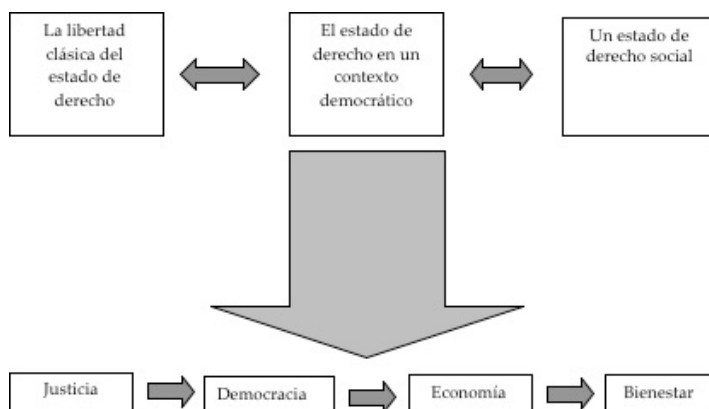 La libertad
clásica del
estado de
derecho
El estado de
derecho en un
contexto
democrático
Un estado de
derecho social
Justicia
Democracia
Economía
Bienestar